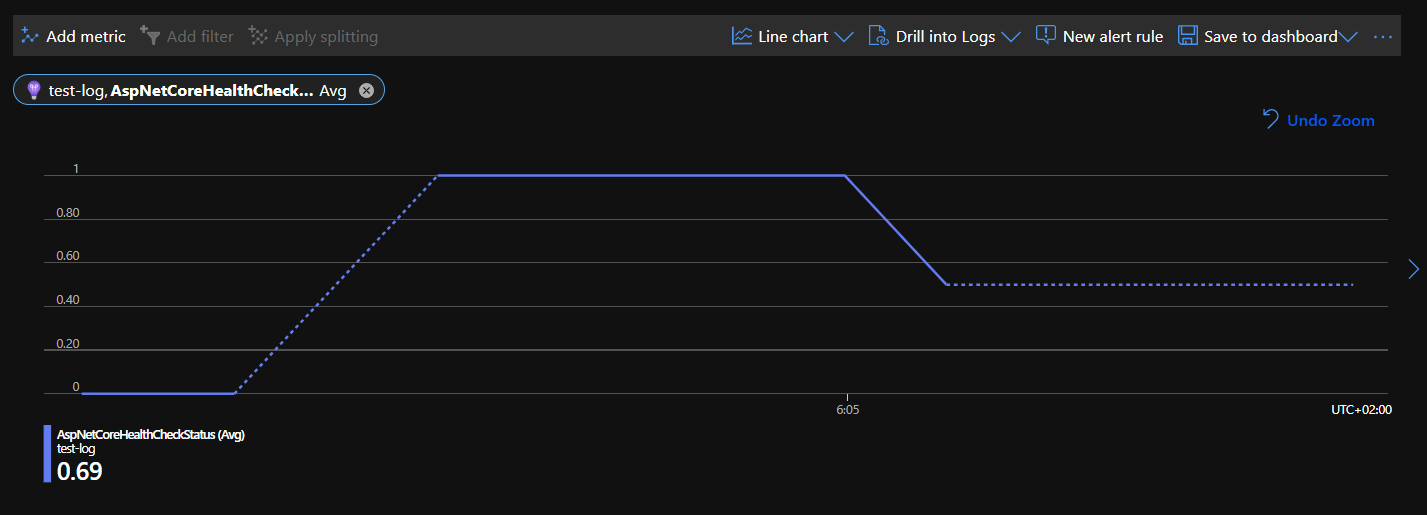 Add metric Add filter Apply splitting Line chart Drill into Logs New alert rule Save to dashboard ...
test-log, AspNetCoreHealthCheck... Avg
Undo Zoom
1
0.80
0.60
0.40
0.20
0
6:05 UTC+02:00
AspNetCoreHealthCheckStatus (Avg)
test-log
0.69